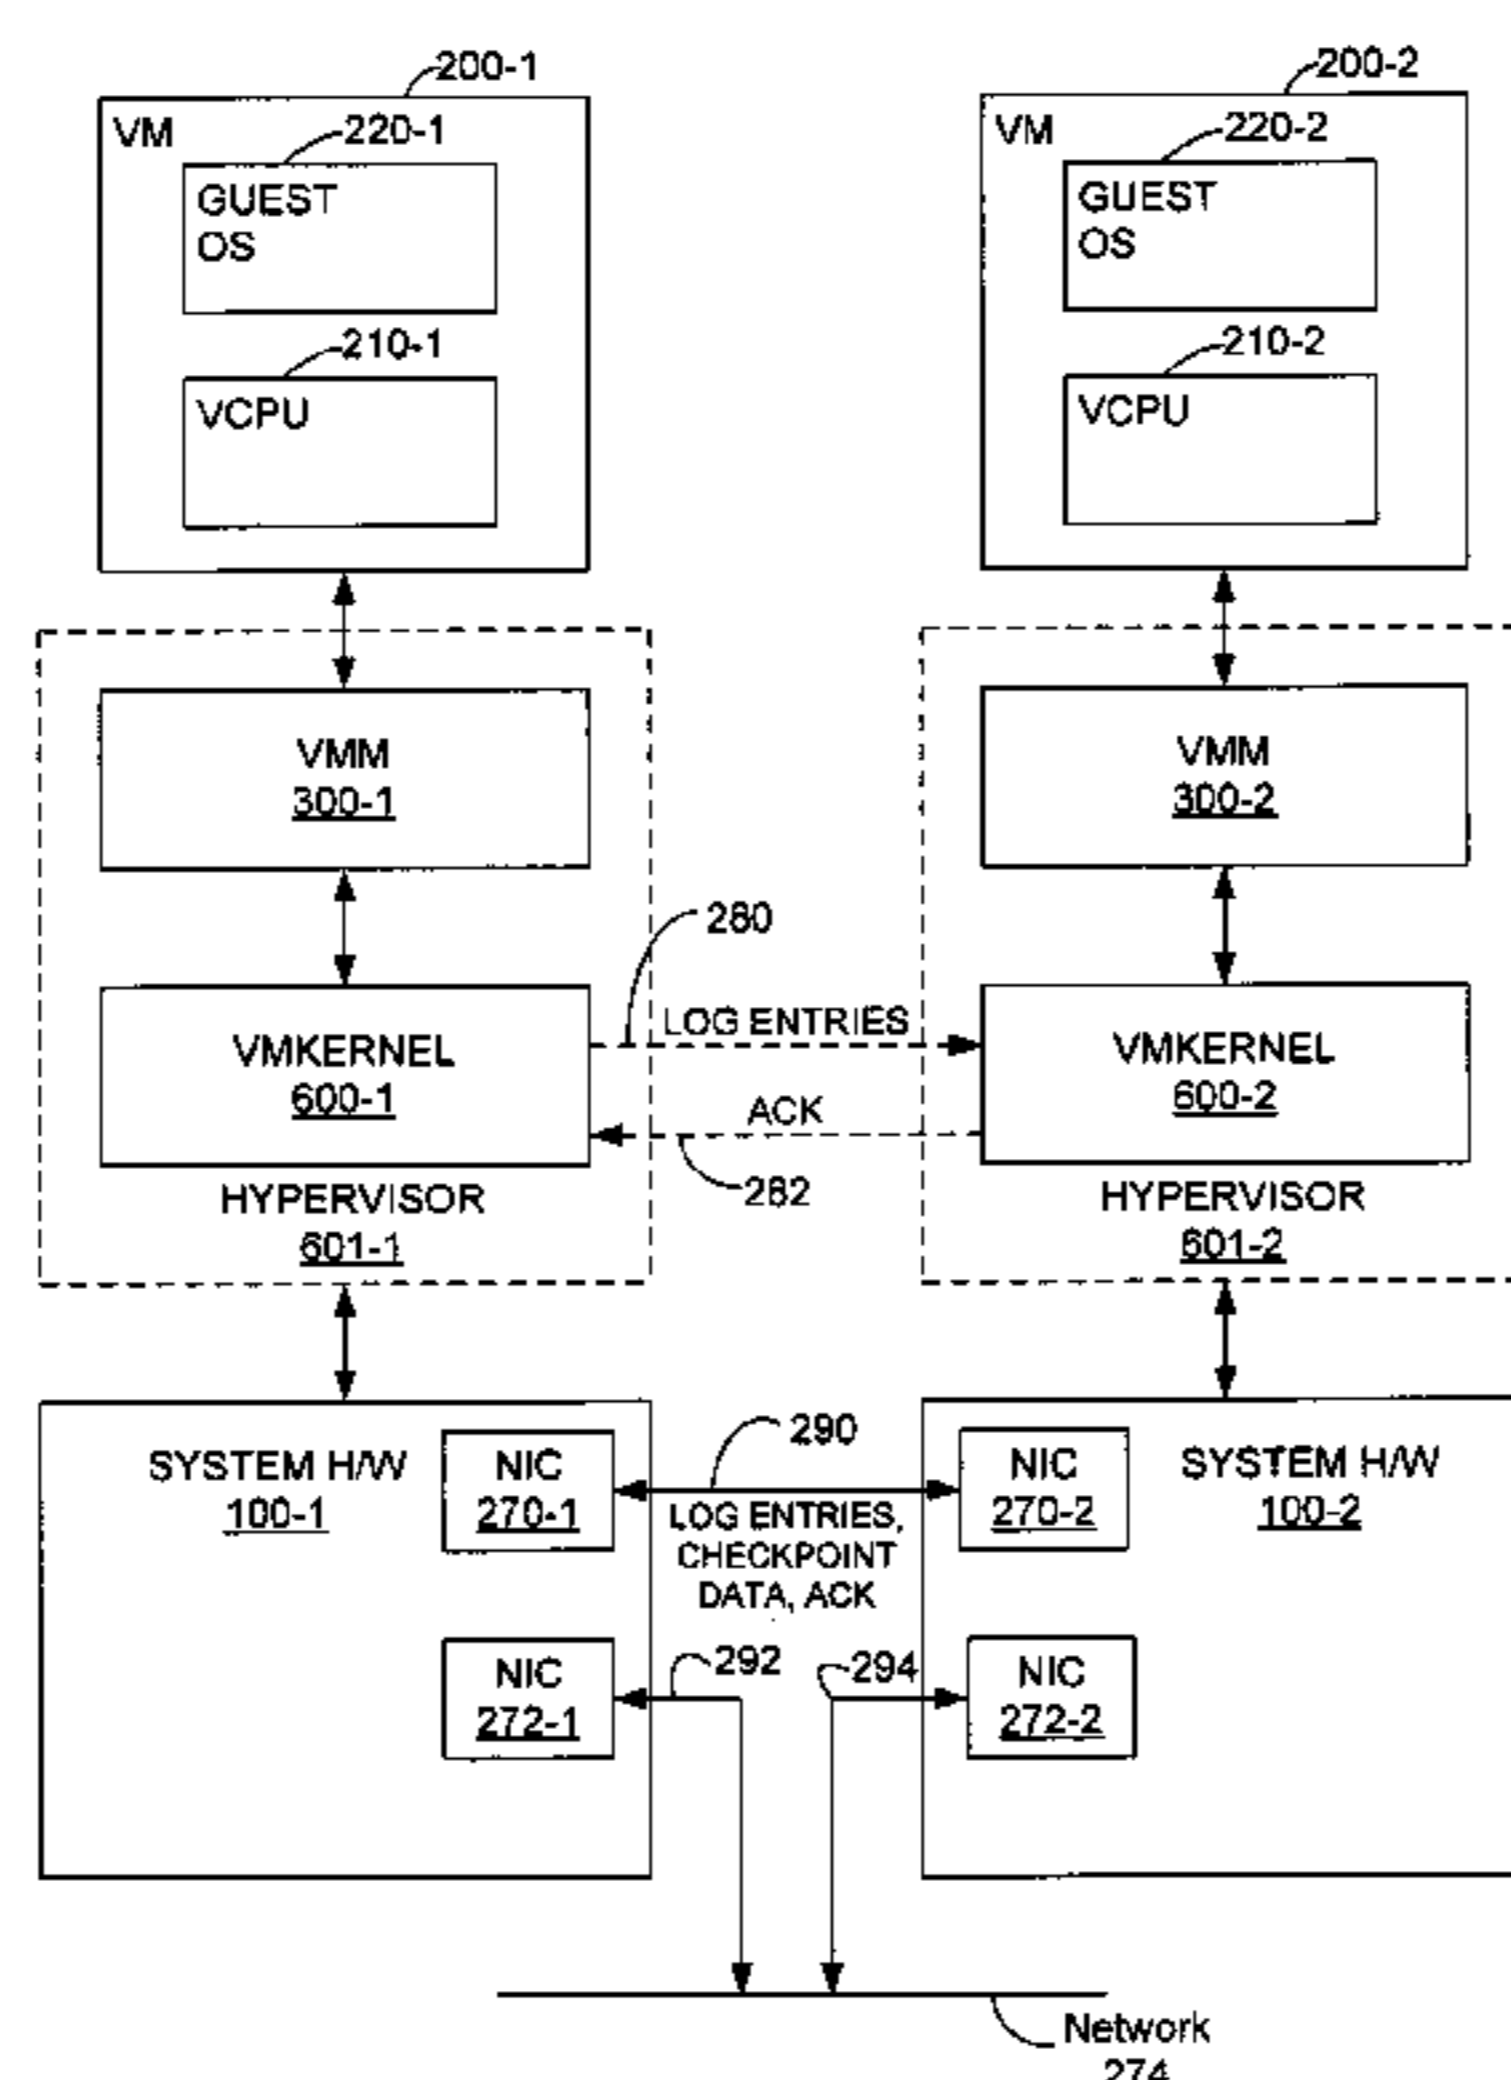 200-1
VM
220-1
GUEST
OS
210-1
VCPU
200-2
VM
220-2
GUEST
OS
210-2
VCPU
VMM
300-1
VMM
300-2
280
LOG ENTRIES
VMKERNEL
600-1
VMKERNEL
600-2
ACK
282
HYPERVISOR
601-1
HYPERVISOR
601-2
SYSTEM H/W
100-1
NIC
270-1
290
LOG ENTRIES,
CHECKPOINT
DATA, ACK
NIC
270-2
SYSTEM H/W
100-2
NIC
272-1
292
294
NIC
272-2
Network
274